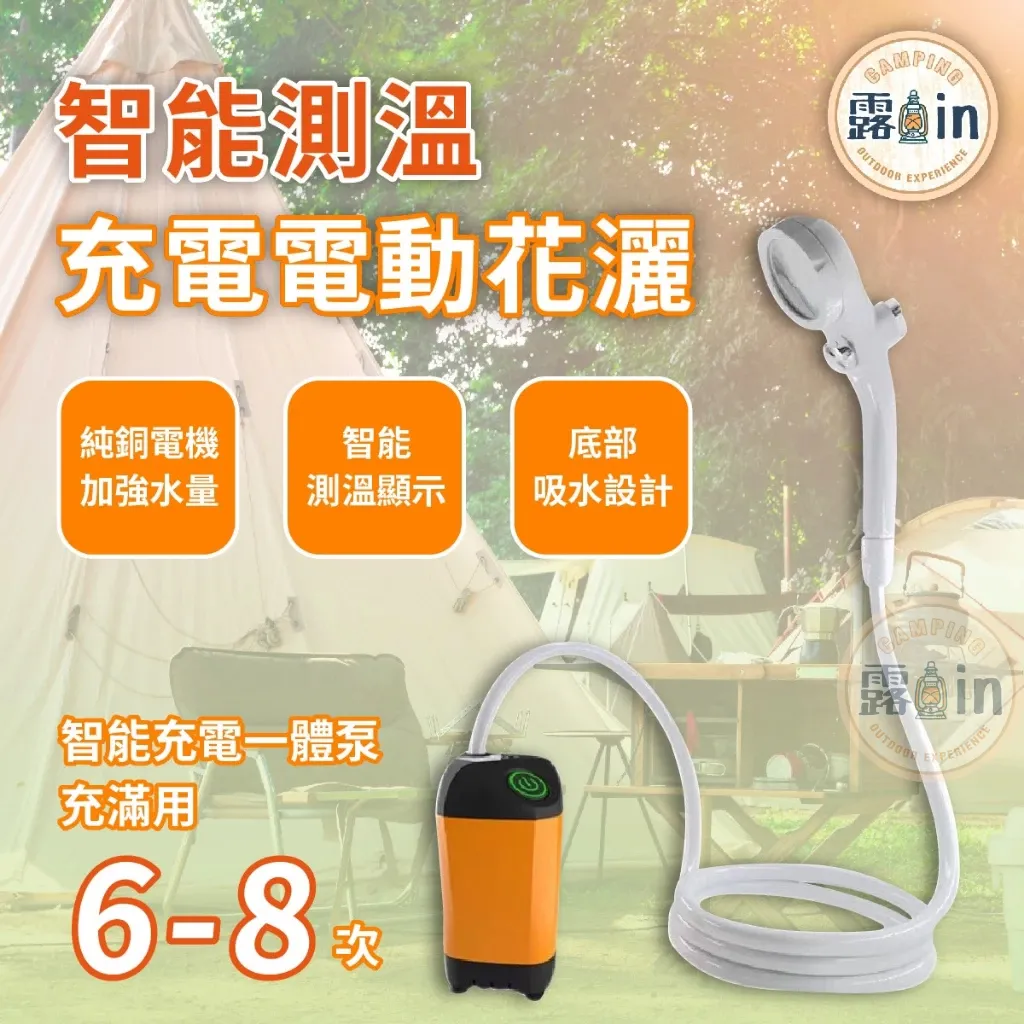 智能測溫
CAMPING
露in
OUTDOOR EXPERIENCE
充電電動花灑
純銅電機
加強水量
智能
測溫顯示
底部
吸水設計
CAMPING
露in
OUTDOOR EXPERIENCE
智能充電一體泵
充滿用
6-8次